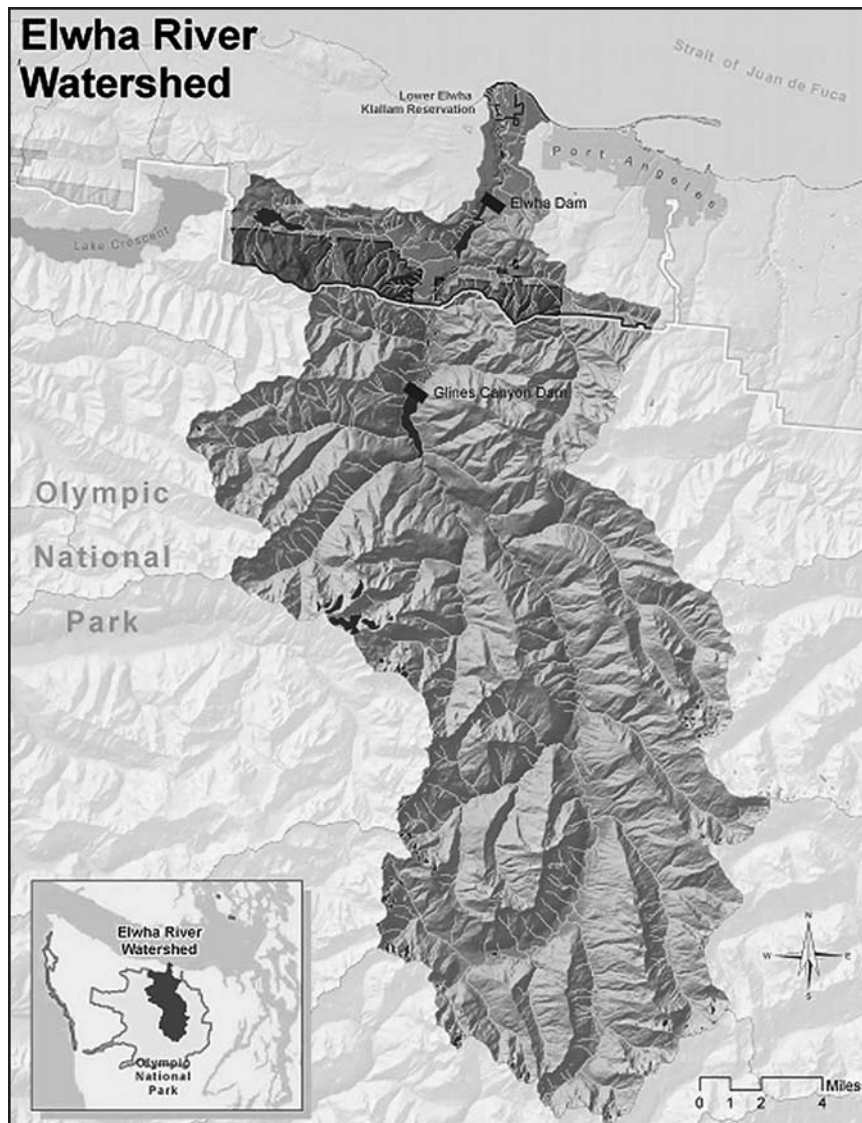 Elwha River
Watershed
Strait of Juan de Fuca
Lower Elwha
Klallam Reservation
Port Angeles
Elwha Dam
Lake Crescent
Glines Canyon Dam
Olympic
National
Park
Elwha River
Watershed
Olympic
National
Park
N
W E
S
0 1 2 4 Miles